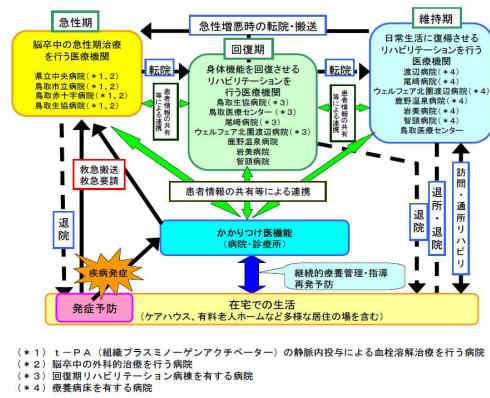 急性期
急性増悪時の転院・搬送
維持期
脳卒中の急性期治療
を行う医療機関
県立中央病院(*1、2)
鳥取市立病院(*1、2)
鳥取赤十字病院(*1、2)
鳥取生協病院(*1、2)
転院
回復期
身体機能を回復させる
リハビリテーションを行
う医療機関
鳥取生協病院(*3)
鳥取医療センター(*3)
尾﨑病院(*3)
ウェルフェア北園渡辺病院(*3)
鹿野温泉病院
岩美病院
智頭病院
転院
日常生活に復帰させる
リハビリテーションを行う
医療機関
渡辺病院(*4)
尾﨑病院(*4)
ウェルフェア北園渡辺病院(*4)
鹿野温泉病院(*4)
岩美病院(*4)
智頭病院(*4)
鳥取医療センター
患者情報の共有
等による連携
患者情報の共有
等による連携
救急搬送
救急要請
患者情報の共有等による連携
退院
かかりつけ医機能
(病院・診療所)
退院
退所・退院
訪問・通所リハビリ
疾病発症
継続的療養管理・指導
再発予防
発症予防
在宅での生活
(ケアハウス、有料老人ホームなど多様な居住の場を含む)
(*1) t-PA(組織プラスミノーゲンアクチベーター)の静脈内投与による血栓溶解治療を行う病院
(*2)脳卒中の外科的治療を行う病院
(*3)回復期リハビリテーション病棟を有する病院
(*4)療養病床を有する病院